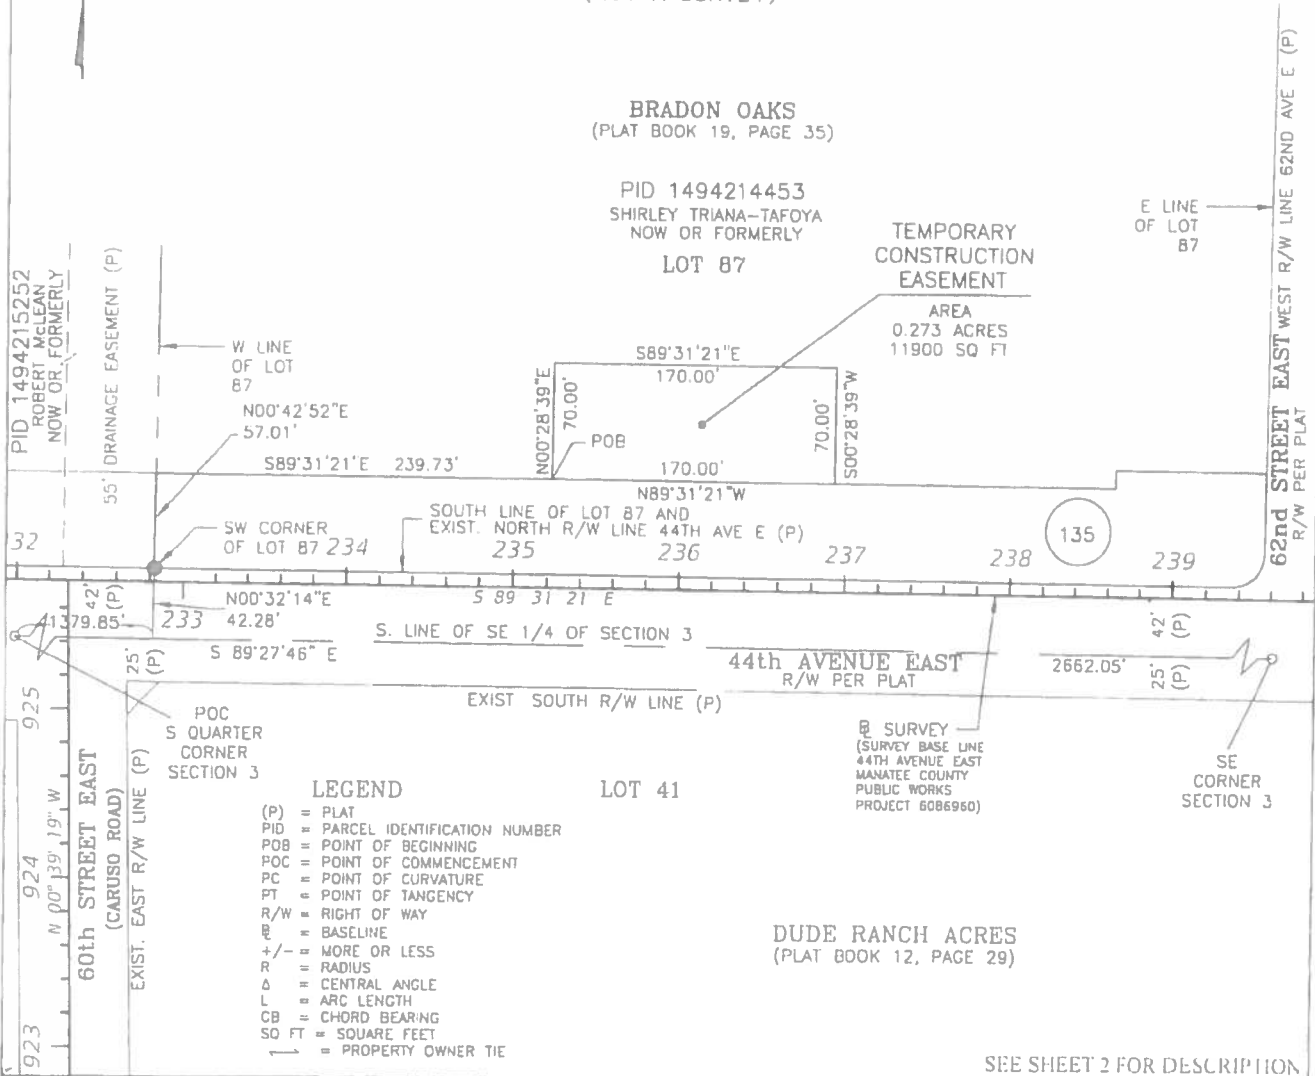 BRADON OAKS
(PLAT BOOK 19, PAGE 35)
PID 1494214453
SHIRLEY TRIANA-TAFOYA
NOW OR FORMERLY
LOT 87
TEMPORARY
CONSTRUCTION
EASEMENT
AREA
0.273 ACRES
11900 SQ FT
E LINE
OF LOT
87
WEST R/W LINE 62ND AVE E (P)
62nd STREET EAST
R/W PER PLAT
PID 1494215252
ROBERT McLEAN
NOW OR FORMERLY
55' DRAINAGE EASEMENT (P)
W LINE
OF LOT
87
N00°42'52"E
57.01'
S89°31'21"E 239.73'
S89°31'21"E
170.00'
N00°28'39"E
70.00'
70.00'
S00°28'39"W
POB
170.00'
N89°31'21"W
SOUTH LINE OF LOT 87 AND
EXIST. NORTH R/W LINE 44TH AVE E (P)
SW CORNER
OF LOT 87
135
32
234
235
236
237
238
239
42'
(P)
1379.85'
N00°32'14"E
42.28'
233
S 89 31 21 E
S. LINE OF SE 1/4 OF SECTION 3
S 89°27'46" E
25'
(P)
44th AVENUE EAST
R/W PER PLAT
2662.05'
42'
(P)
25'
(P)
EXIST SOUTH R/W LINE (P)
POC
S QUARTER
CORNER
SECTION 3
SURVEY
(SURVEY BASE LINE
44TH AVENUE EAST
MANATEE COUNTY
PUBLIC WORKS
PROJECT 6086960)
SE
CORNER
SECTION 3
925
924
923
N 00° 39' 19" W
60th STREET EAST
(CARUSO ROAD)
EXIST. EAST R/W LINE (P)
LOT 41
LEGEND
(P) = PLAT
PID = PARCEL IDENTIFICATION NUMBER
POB = POINT OF BEGINNING
POC = POINT OF COMMENCEMENT
PC = POINT OF CURVATURE
PT = POINT OF TANGENCY
R/W = RIGHT OF WAY
= BASELINE
+/- = MORE OR LESS
R = RADIUS
Δ = CENTRAL ANGLE
L = ARC LENGTH
CB = CHORD BEARING
SQ FT = SQUARE FEET
= PROPERTY OWNER TIE
DUDE RANCH ACRES
(PLAT BOOK 12, PAGE 29)
SEE SHEET 2 FOR DESCRIPTION